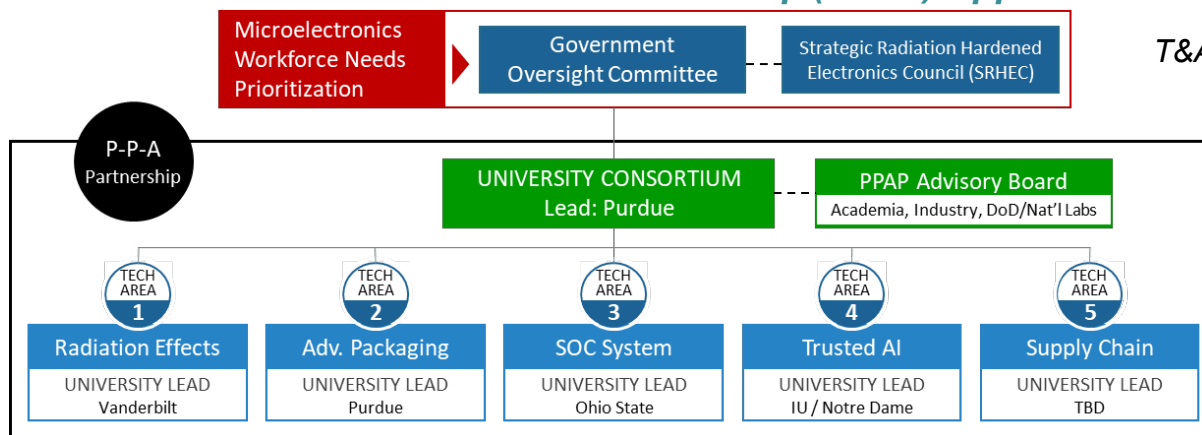 Microelectronics
Workforce Needs
Prioritization
Government
Oversight Committee
Strategic Radiation Hardened
Electronics Council (SRHEC)
P-P-A
Partnership
UNIVERSITY CONSORTIUM
Lead: Purdue
PPAP Advisory Board
Academia, Industry, DoD/Nat'l Labs
TECH
AREA
1
Radiation Effects
UNIVERSITY LEAD
Vanderbilt
TECH
AREA
2
Adv. Packaging
UNIVERSITY LEAD
Purdue
TECH
AREA
3
SOC System
UNIVERSITY LEAD
Ohio State
TECH
AREA
4
Trusted AI
UNIVERSITY LEAD
IU / Notre Dame
TECH
AREA
5
Supply Chain
UNIVERSITY LEAD
TBD